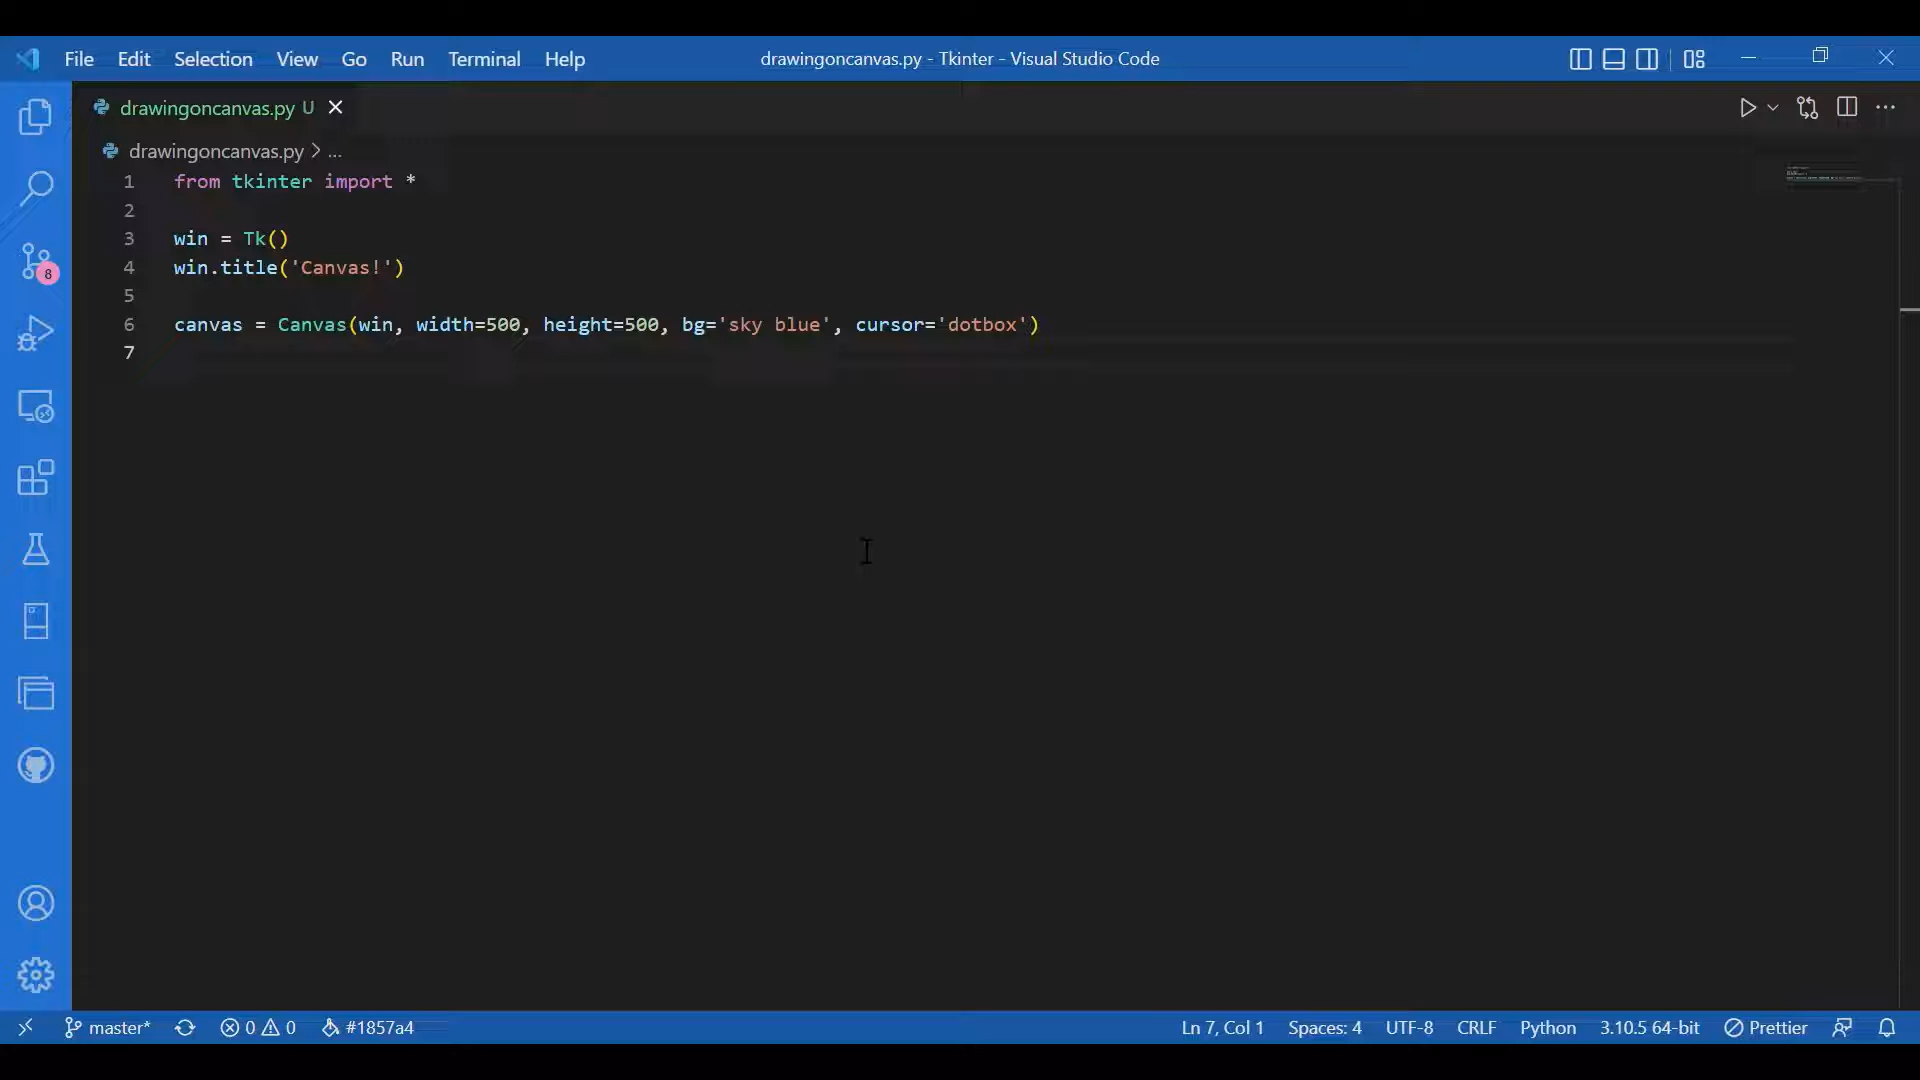 File Edit Selection View Go Run Terminal Help drawingoncanvas.py - Tkinter - Visual Studio Code
drawingoncanvas.py U
drawingoncanvas.py > ...
1 from tkinter import *
2
3 win = Tk()
4 win.title('Canvas!')
5
6 canvas = Canvas(win, width=500, height=500, bg='sky blue', cursor='dotbox')
7
8
master* 0 0 #1857a4 Ln 7, Col 1 Spaces: 4 UTF-8 CRLF Python 3.10.5 64-bit Prettier